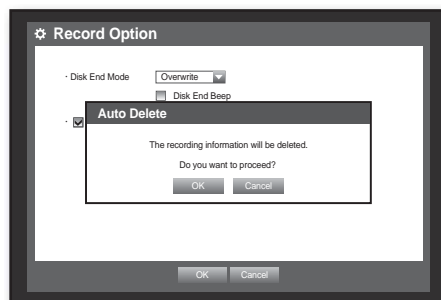 Record Option
· Disk End Mode Overwrite
Disk End Beep
·
Auto Delete
The recording information will be deleted.
Do you want to proceed?
OK Cancel
OK Cancel